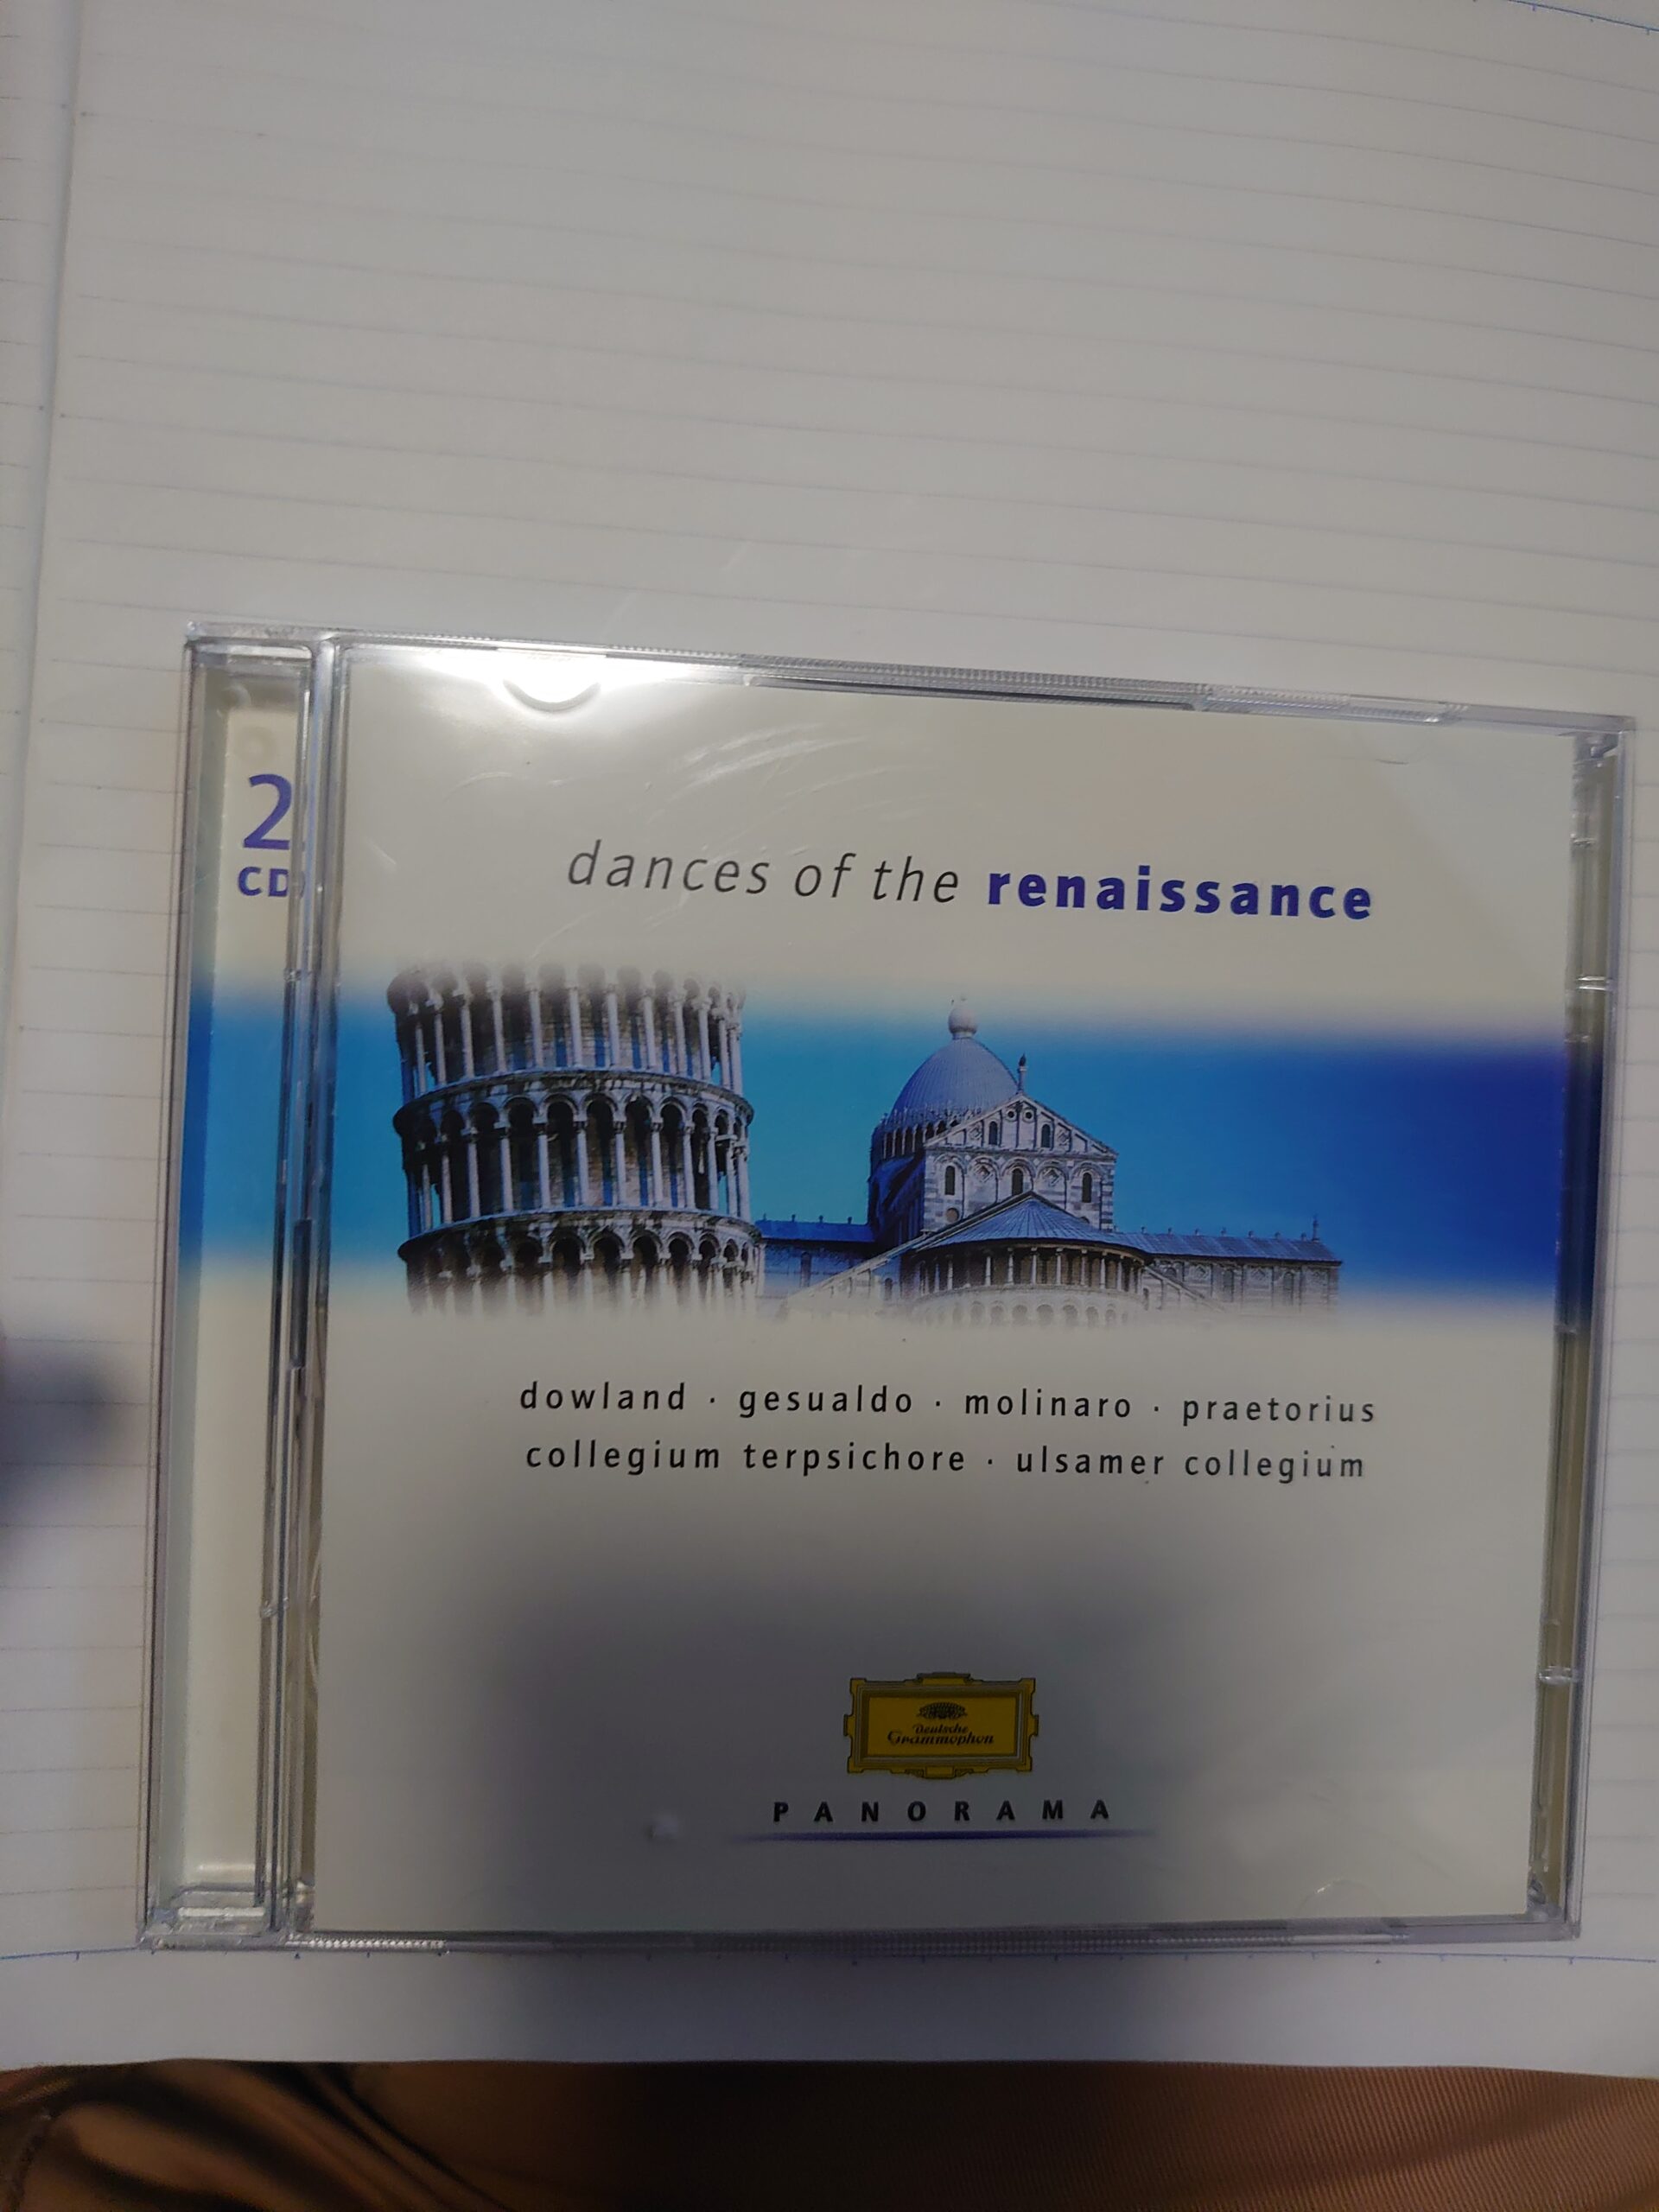 2
CD
dances of the renaissance
dowland · gesualdo · molinaro · praetorius
collegium terpsichore · ulsamer collegium
Deutsche
Grammophon
PANORAMA